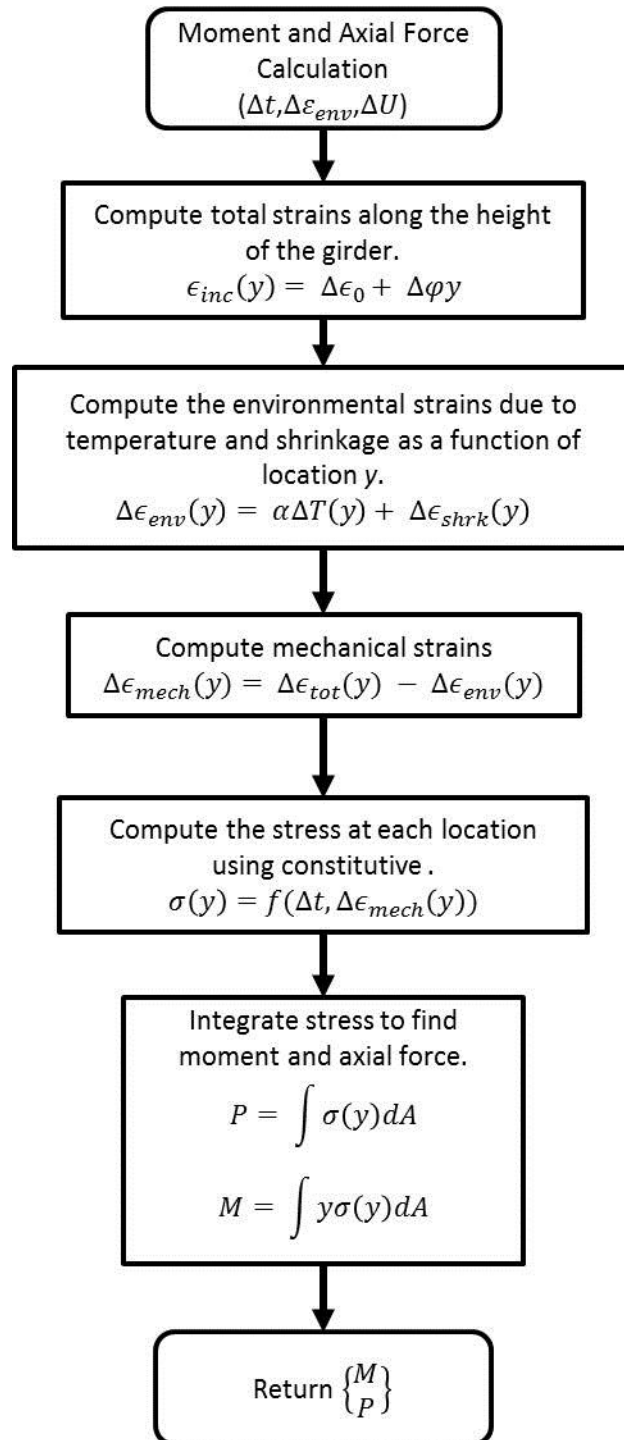 Moment and Axial Force
Calculation
(Δt,Δε_env,ΔU)
Compute total strains along the height
of the girder.
ϵ_inc(y) = Δϵ_0 + Δφy
Compute the environmental strains due to
temperature and shrinkage as a function of
location y.
Δϵ_env(y) = αΔT(y) + Δϵ_shrk(y)
Compute mechanical strains
Δϵ_mech(y) = Δϵ_tot(y) − Δϵ_env(y)
Compute the stress at each location
using constitutive .
σ(y) = f(Δt, Δϵ_mech(y))
Integrate stress to find
moment and axial force.
P = ∫ σ(y)dA
M = ∫ yσ(y)dA
Return {M
P}